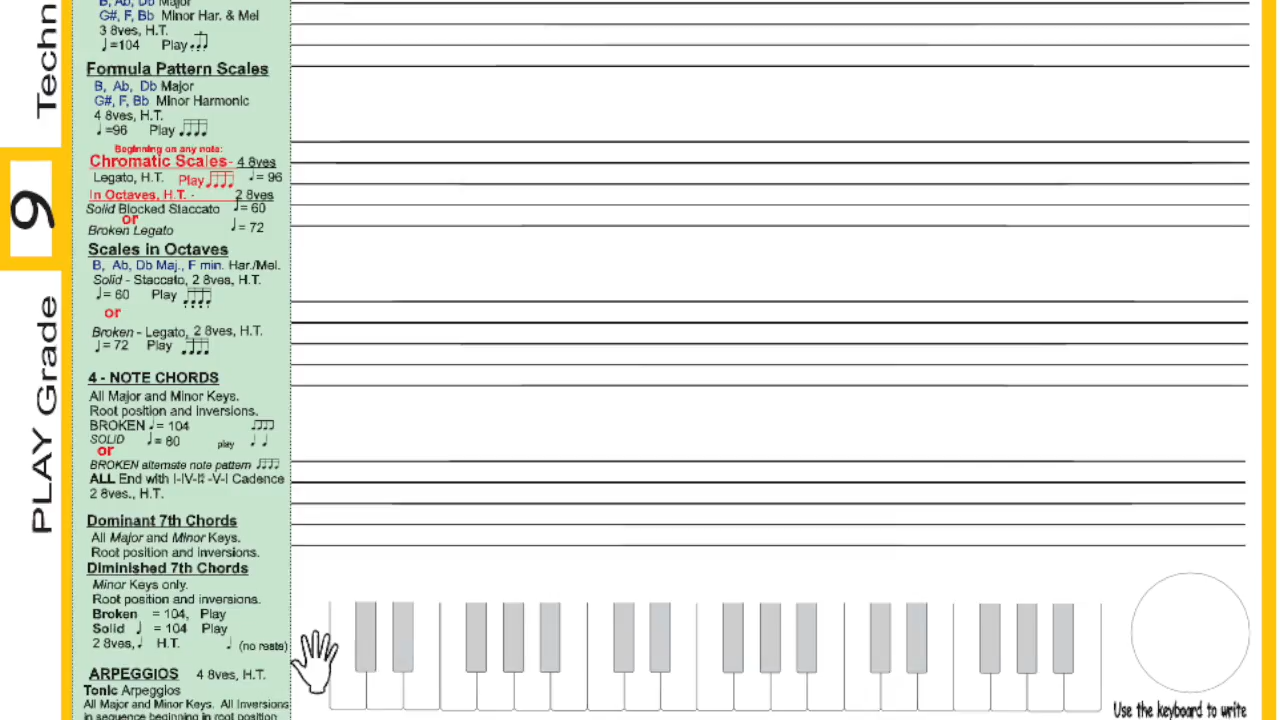 Techn
9
PLAY Grade
B, Ab, Db Major
G#, F, Bb Minor Har. & Mel
3 8ves, H.T.
♩=104 Play
Formula Pattern Scales
B, Ab, Db Major
G#, F, Bb Minor Harmonic
4 8ves, H.T.
♩=96 Play
Beginning on any note:
Chromatic Scales- 4 8ves
Legato, H.T. Play ♩= 96
In Octaves, H.T. - 2 8ves
Solid Blocked Staccato ♩= 60
or
Broken Legato ♩= 72
Scales in Octaves
B, Ab, Db Maj., F min. Har./Mel.
Solid - Staccato, 2 8ves, H.T.
♩= 60 Play
or
Broken - Legato, 2 8ves, H.T.
♩= 72 Play
4 - NOTE CHORDS
All Major and Minor Keys.
Root position and inversions.
BROKEN ♩= 104
SOLID ♩= 80 play ♩ ♩
or
BROKEN alternate note pattern
ALL End with I-IV- -V-I Cadence
2 8ves., H.T.
Dominant 7th Chords
All Major and Minor Keys.
Root position and inversions.
Diminished 7th Chords
Minor Keys only.
Root position and inversions.
Broken = 104, Play
Solid ♩ = 104 Play
2 8ves,♩ H.T. ♩ (no rests)
ARPEGGIOS 4 8ves, H.T.
Tonic Arpeggios
All Major and Minor Keys. All Inversions
in sequence beginning in root position
Use the keyboard to write